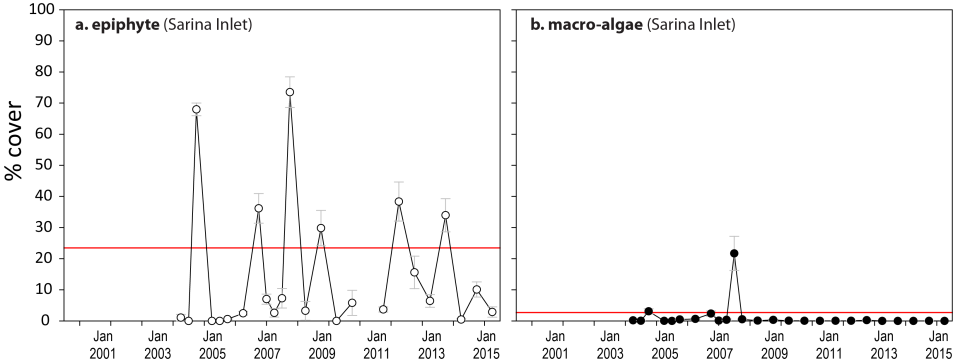 a. epiphyte (Sarina Inlet)
b. macro-algae (Sarina Inlet)
% cover
100
90
80
70
60
50
40
30
20
10
0
Jan Jan Jan Jan Jan Jan Jan Jan
2001 2003 2005 2007 2009 2011 2013 2015
Jan Jan Jan Jan Jan Jan Jan Jan
2001 2003 2005 2007 2009 2011 2013 2015